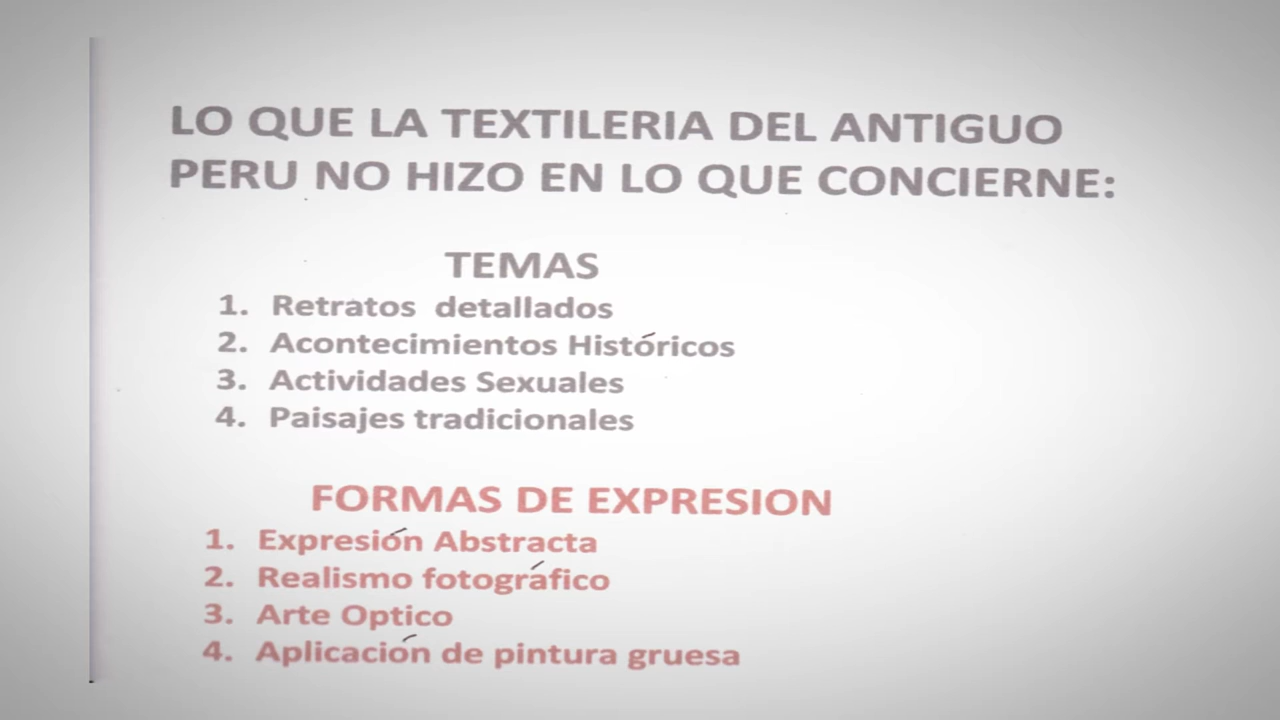 LO QUE LA TEXTILERIA DEL ANTIGUO
PERU NO HIZO EN LO QUE CONCIERNE:
TEMAS
1. Retratos detallados
2. Acontecimientos Históricos
3. Actividades Sexuales
4. Paisajes tradicionales
FORMAS DE EXPRESION
1. Expresión Abstracta
2. Realismo fotográfico
3. Arte Optico
4. Aplicación de pintura gruesa